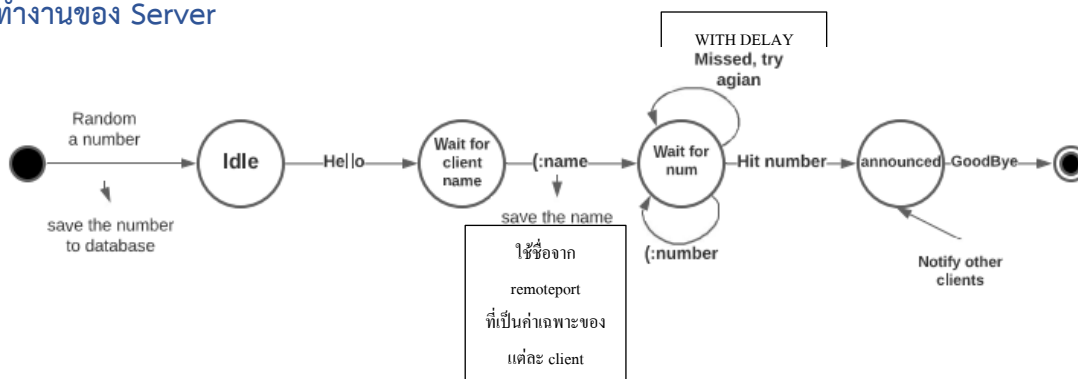 ทำงานของ Server
WITH DELAY
Missed, try
agian
Random
a number
Idle
Hello
Wait for
client
name
(:name
Wait for
num
Hit number
announced
GoodBye
save the number
to database
save the name
(:number
ใช้ชื่อจาก
remoteport
ที่เป็นค่าเฉพาะของ
แต่ละ client
Notify other
clients